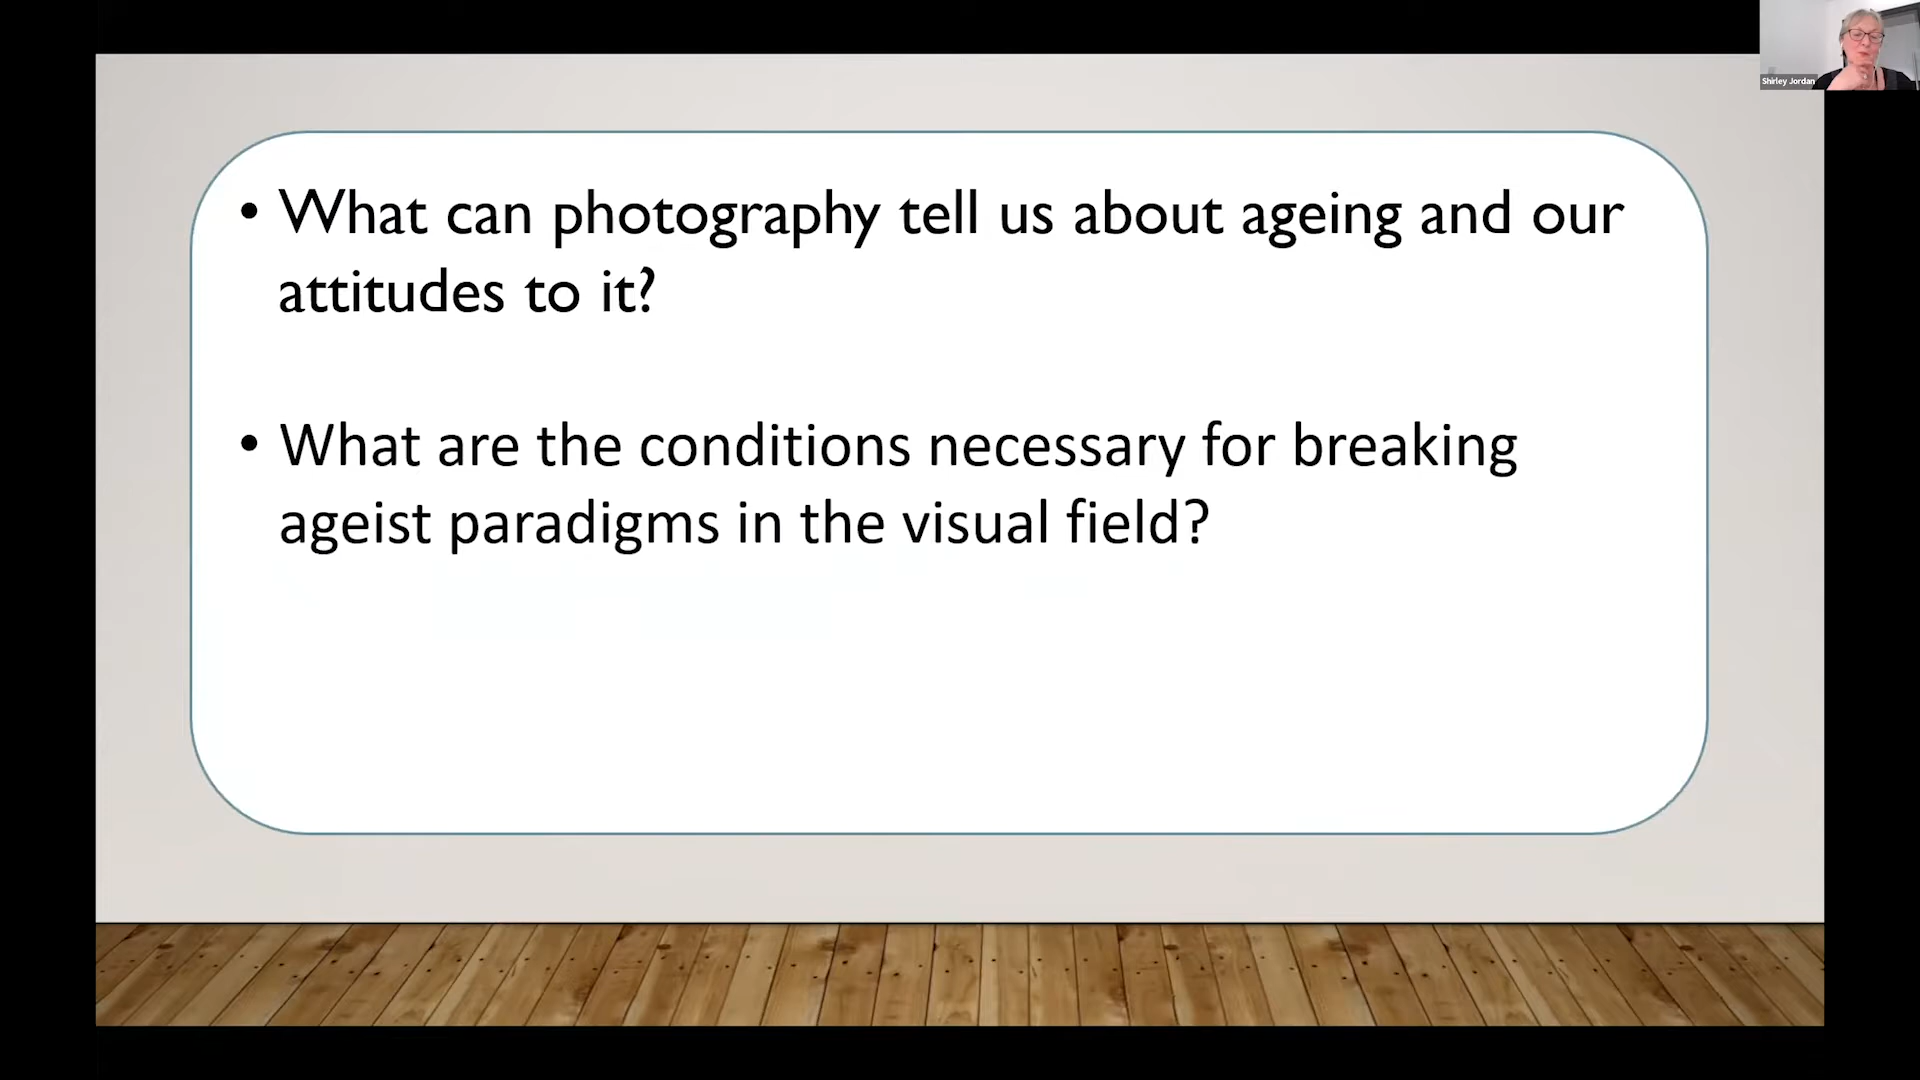 • What can photography tell us about ageing and our
attitudes to it?
• What are the conditions necessary for breaking
ageist paradigms in the visual field?
Shirley Jordan